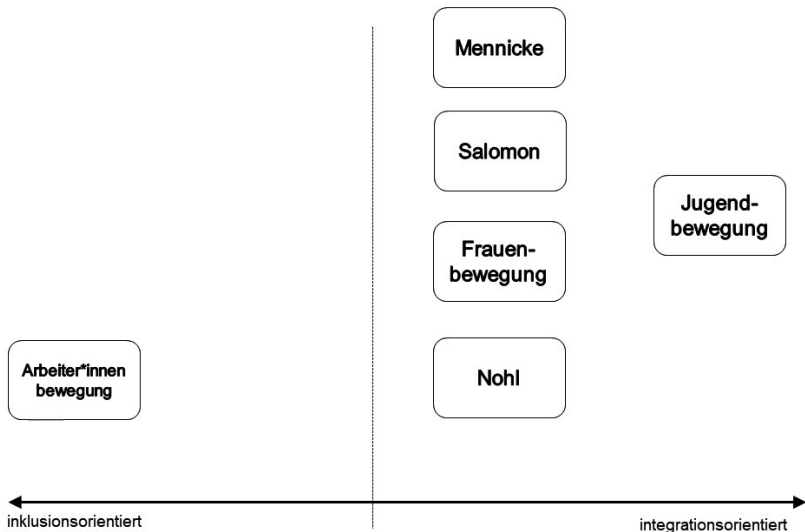 Mennicke
Salomon
Jugend-
bewegung
Frauen-
bewegung
Arbeiter*innen
bewegung
Nohl
inklusionsorientiert
integrationsorientiert